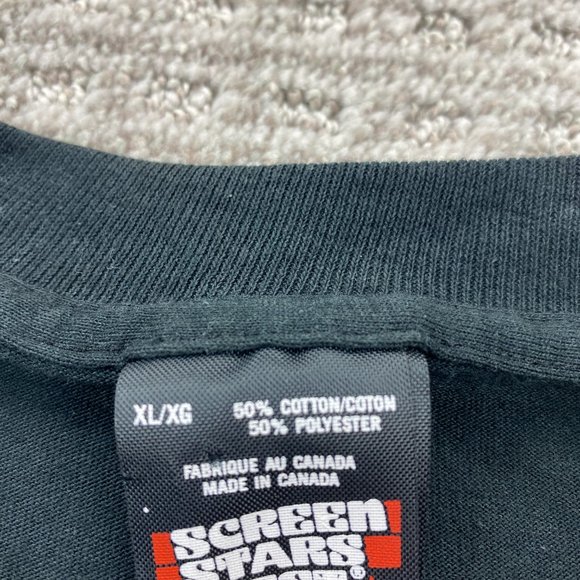 XL/XG
50% COTTON/COTON
50% POLYESTER
FABRIQUE AU CANADA
MADE IN CANADA
SCREEN
STARS
®